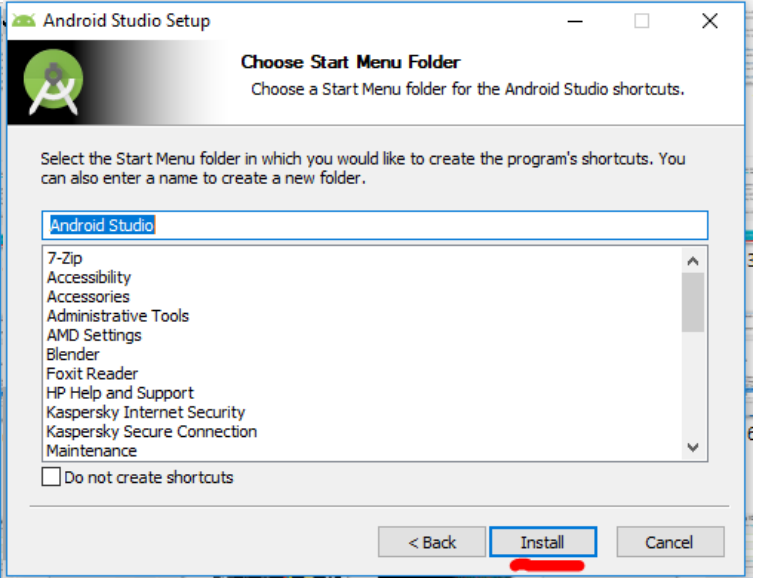 Android Studio Setup
Choose Start Menu Folder
Choose a Start Menu folder for the Android Studio shortcuts.
Select the Start Menu folder in which you would like to create the program's shortcuts. You
can also enter a name to create a new folder.
Android Studio
7-Zip
Accessibility
Accessories
Administrative Tools
AMD Settings
Blender
Foxit Reader
HP Help and Support
Kaspersky Internet Security
Kaspersky Secure Connection
Maintenance
Do not create shortcuts
< Back
Install
Cancel